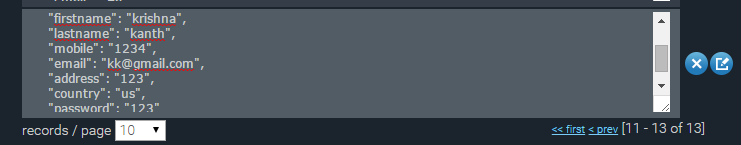 "firstname": "krishna",
"lastname": "kanth",
"mobile": "1234",
"email": "kk@gmail.com",
"address": "123",
"country": "us",
"password": "123"
records / page 10 << first < prev [11 - 13 of 13]